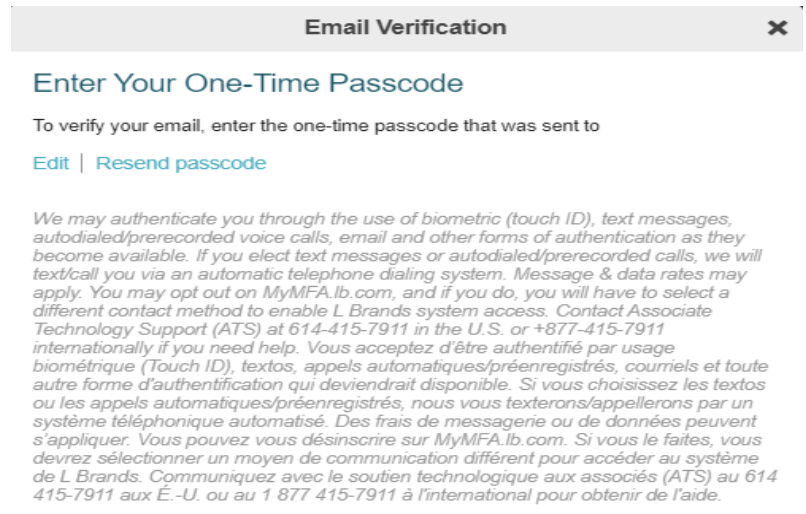 Email Verification
Enter Your One-Time Passcode
To verify your email, enter the one-time passcode that was sent to
Edit | Resend passcode
We may authenticate you through the use of biometric (touch ID), text messages,
autodialed/prerecorded voice calls, email and other forms of authentication as they
become available. If you elect text messages or autodialed/prerecorded calls, we will
text/call you via an automatic telephone dialing system. Message & data rates may
apply. You may opt out on MyMFA.lb.com, and if you do, you will have to select a
different contact method to enable L Brands system access. Contact Associate
Technology Support (ATS) at 614-415-7911 in the U.S. or +877-415-7911
internationally if you need help. Vous acceptez d'être authentifié par usage
biométrique (Touch ID), textos, appels automatiques/préenregistrés, courriels et toute
autre forme d'authentification qui deviendrait disponible. Si vous choisissez les textos
ou les appels automatiques/préenregistrés, nous vous texterons/appellerons par un
système téléphonique automatisé. Des frais de messagerie ou de données peuvent
s'appliquer. Vous pouvez vous désinscrire sur MyMFA.lb.com. Si vous le faites, vous
devrez sélectionner un moyen de communication différent pour accéder au système
de L Brands. Communiquez avec le soutien technologique aux associés (ATS) au 614
415-7911 aux É.-U. ou au 1 877 415-7911 à l'international pour obtenir de l'aide.